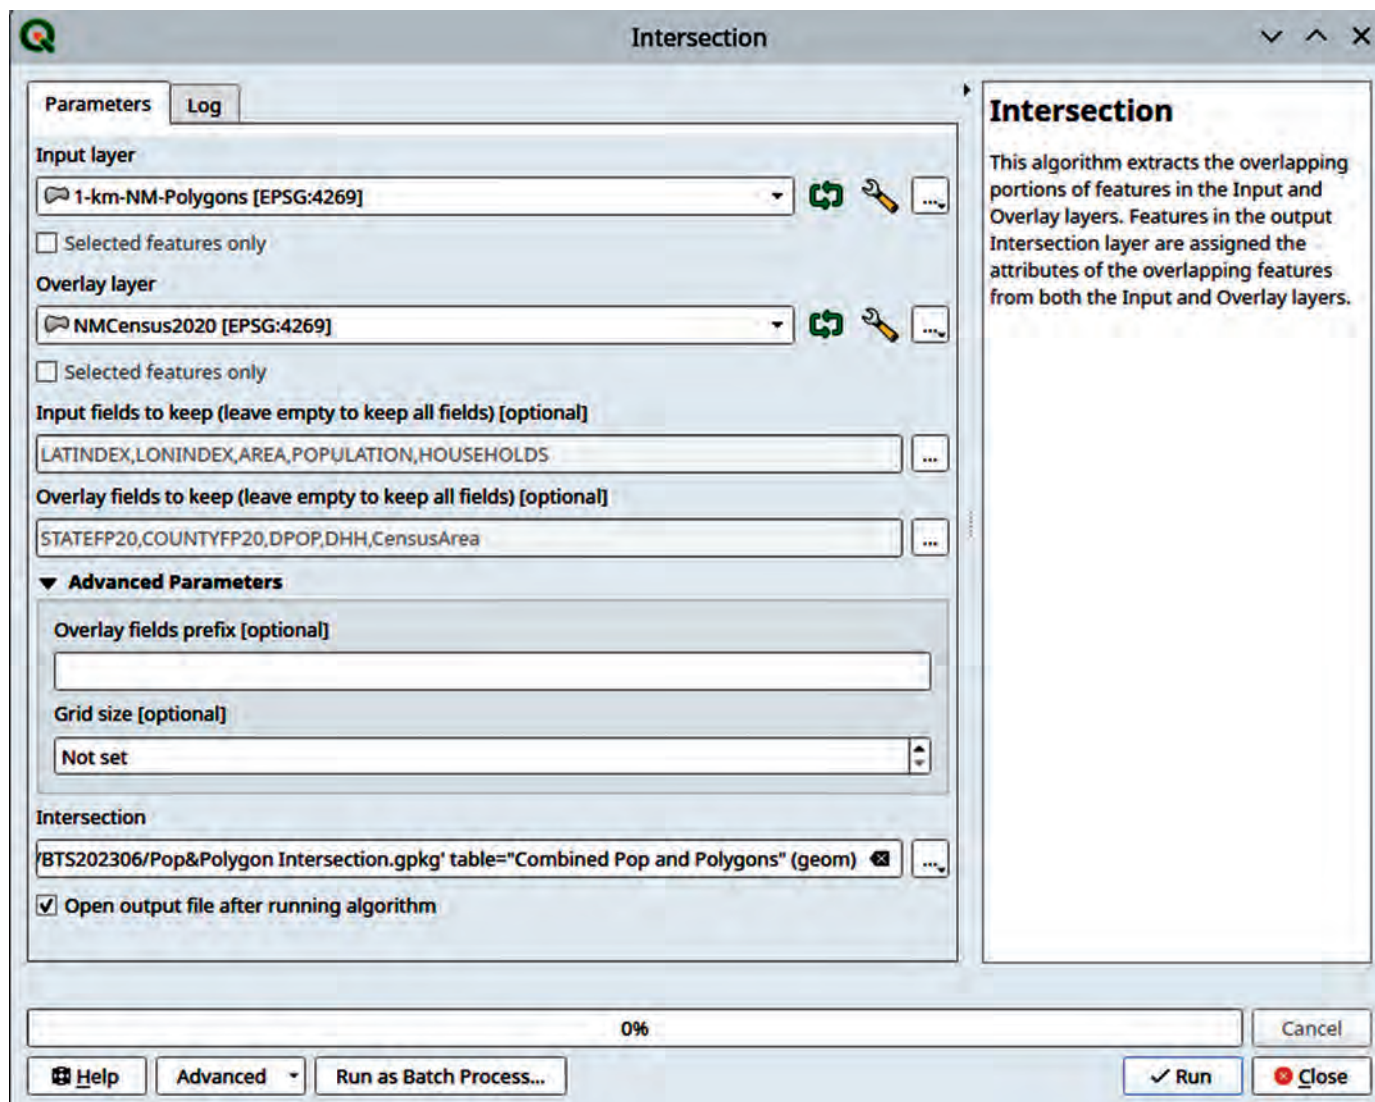 Intersection
Parameters
Log
Input layer
1-km-NM-Polygons [EPSG:4269]
...
Selected features only
Overlay layer
NMCensus2020 [EPSG:4269]
...
Selected features only
Input fields to keep (leave empty to keep all fields) [optional]
LATINDEX,LONINDEX,AREA,POPULATION,HOUSEHOLDS
...
Overlay fields to keep (leave empty to keep all fields) [optional]
STATEFP20,COUNTYFP20,DPOP,DHH,CensusArea
...
Advanced Parameters
Overlay fields prefix [optional]
Grid size [optional]
Not set
Intersection
/BTS202306/Pop&Polygon Intersection.gpkg' table="Combined Pop and Polygons" (geom)
...
Open output file after running algorithm
Intersection
This algorithm extracts the overlapping
portions of features in the Input and
Overlay layers. Features in the output
Intersection layer are assigned the
attributes of the overlapping features
from both the Input and Overlay layers.
0%
Cancel
Help
Advanced
Run as Batch Process...
Run
Close